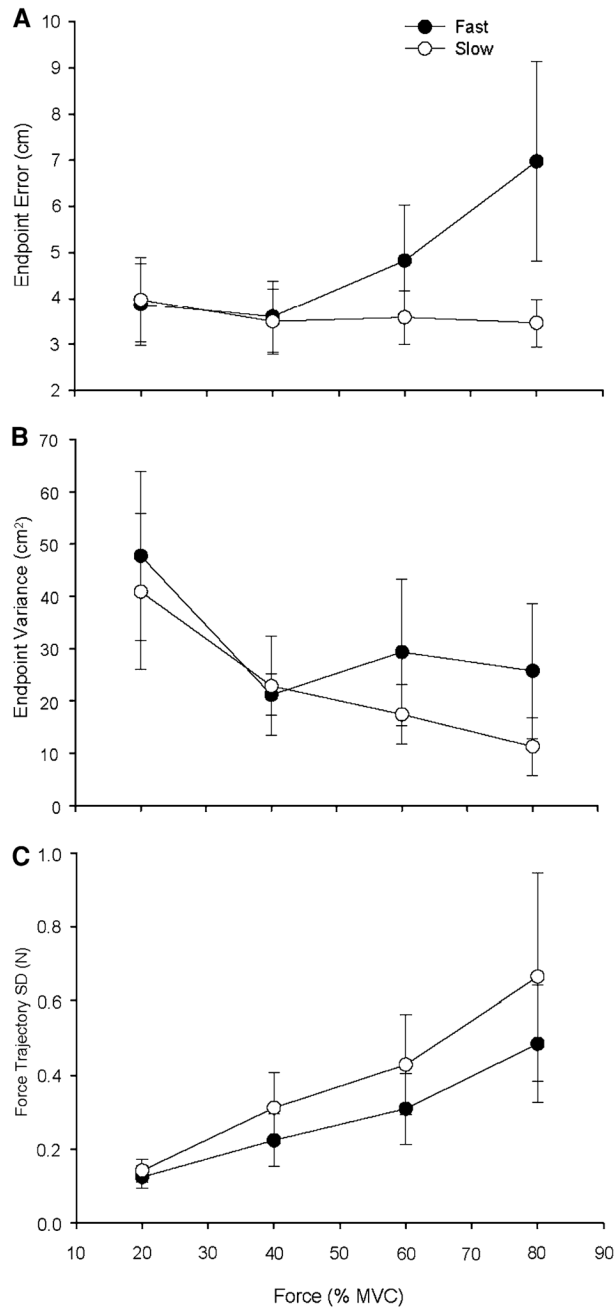 A
Fast
Slow
10
9
8
7
6
5
4
3
2
Endpoint Error (cm)
B
70
60
50
40
30
20
10
0
Endpoint Variance (cm²)
C
1.0
0.8
0.6
0.4
0.2
0.0
Force Trajectory SD (N)
10 20 30 40 50 60 70 80 90
Force (% MVC)